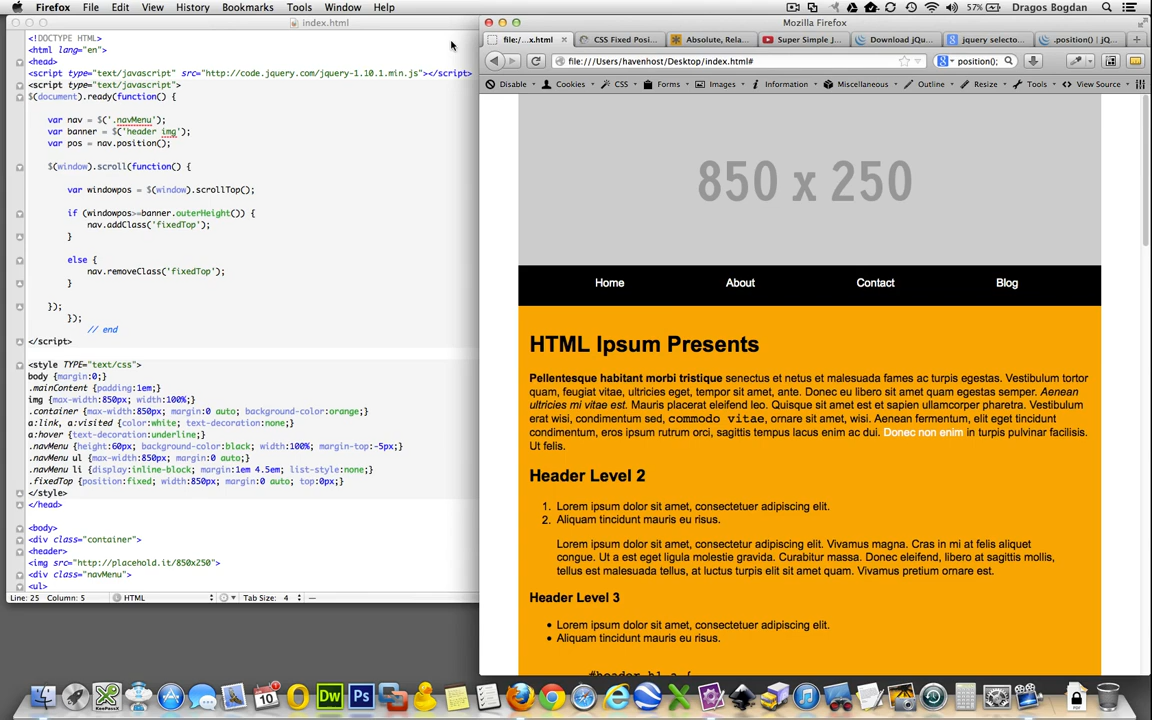 Firefox File Edit View History Bookmarks Tools Window Help
57% Dragos Bogdan
index.html
<!DOCTYPE HTML>
<html lang="en">
<head>
<script type="text/javascript" src="http://code.jquery.com/jquery-1.10.1.min.js"></script>
<script type="text/javascript">
$(document).ready(function() {
var nav = $('.navMenu');
var banner = $('header img');
var pos = nav.position();
$(window).scroll(function() {
var windowpos = $(window).scrollTop();
if (windowpos>=banner.outerHeight()) {
nav.addClass('fixedTop');
}
else {
nav.removeClass('fixedTop');
}
});
});
// end
</script>
<style TYPE="text/css">
body {margin:0;}
.mainContent {padding:1em;}
img {max-width:850px; width:100%;}
.container {max-width:850px; margin:0 auto; background-color:orange;}
a:link, a:visited {color:white; text-decoration:none;}
a:hover {text-decoration:underline;}
.navMenu {height:60px; background-color:black; width:100%; margin-top:-5px;}
.navMenu ul {max-width:850px; margin:0 auto;}
.navMenu li {display:inline-block; margin:1em 4.5em; list-style:none;}
.fixedTop {position:fixed; width:850px; margin:0 auto; top:0px;}
</style>
</head>
<body>
<div class="container">
<header>
<img src="http://placehold.it/850x250">
<div class="navMenu">
<ul>
Line: 25 Column: 5 HTML Tab Size: 4 —
Mozilla Firefox
file:/...x.html CSS Fixed Posi... Absolute, Rela... Super Simple J... Download jQu... jquery selecto... .position() | jQ...
file:///Users/havenhost/Desktop/index.html# position();
Disable Cookies CSS Forms Images Information Miscellaneous Outline Resize Tools View Source
850 x 250
Home About Contact Blog
HTML Ipsum Presents
Pellentesque habitant morbi tristique senectus et netus et malesuada fames ac turpis egestas. Vestibulum tortor
quam, feugiat vitae, ultricies eget, tempor sit amet, ante. Donec eu libero sit amet quam egestas semper. Aenean
ultricies mi vitae est. Mauris placerat eleifend leo. Quisque sit amet est et sapien ullamcorper pharetra. Vestibulum
erat wisi, condimentum sed, commodo vitae, ornare sit amet, wisi. Aenean fermentum, elit eget tincidunt
condimentum, eros ipsum rutrum orci, sagittis tempus lacus enim ac dui. Donec non enim in turpis pulvinar facilisis.
Ut felis.
Header Level 2
1. Lorem ipsum dolor sit amet, consectetuer adipiscing elit.
2. Aliquam tincidunt mauris eu risus.
Lorem ipsum dolor sit amet, consectetur adipiscing elit. Vivamus magna. Cras in mi at felis aliquet
congue. Ut a est eget ligula molestie gravida. Curabitur massa. Donec eleifend, libero at sagittis mollis,
tellus est malesuada tellus, at luctus turpis elit sit amet quam. Vivamus pretium ornare est.
Header Level 3
• Lorem ipsum dolor sit amet, consectetuer adipiscing elit.
• Aliquam tincidunt mauris eu risus.
#header h1 a {
KeePassX
10
Dw Ps